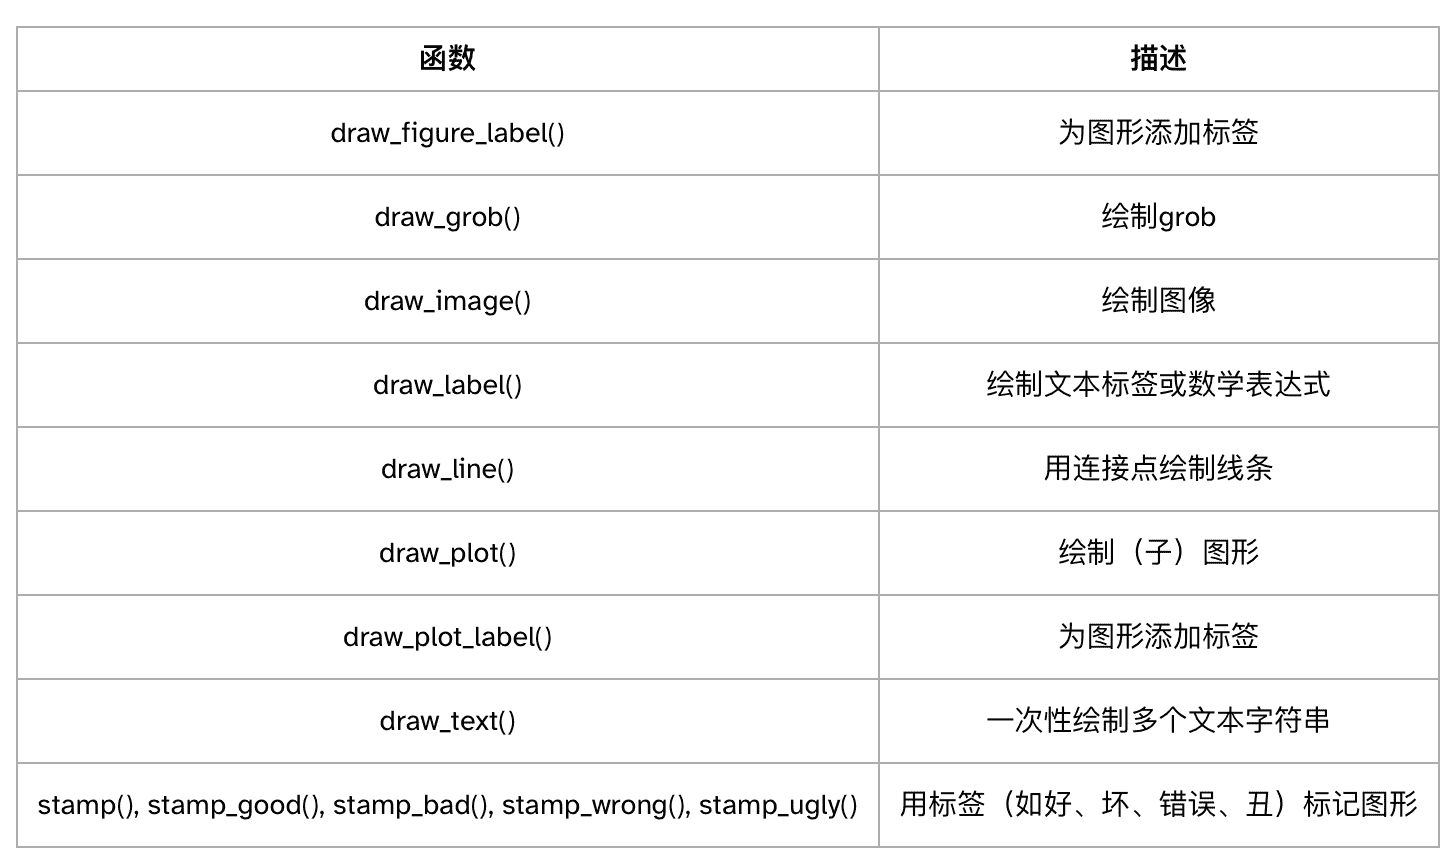 函数 描述
draw_figure_label() 为图形添加标签
draw_grob() 绘制grob
draw_image() 绘制图像
draw_label() 绘制文本标签或数学表达式
draw_line() 用连接点绘制线条
draw_plot() 绘制（子）图形
draw_plot_label() 为图形添加标签
draw_text() 一次性绘制多个文本字符串
stamp(), stamp_good(), stamp_bad(), stamp_wrong(), stamp_ugly() 用标签（如好、坏、错误、丑）标记图形